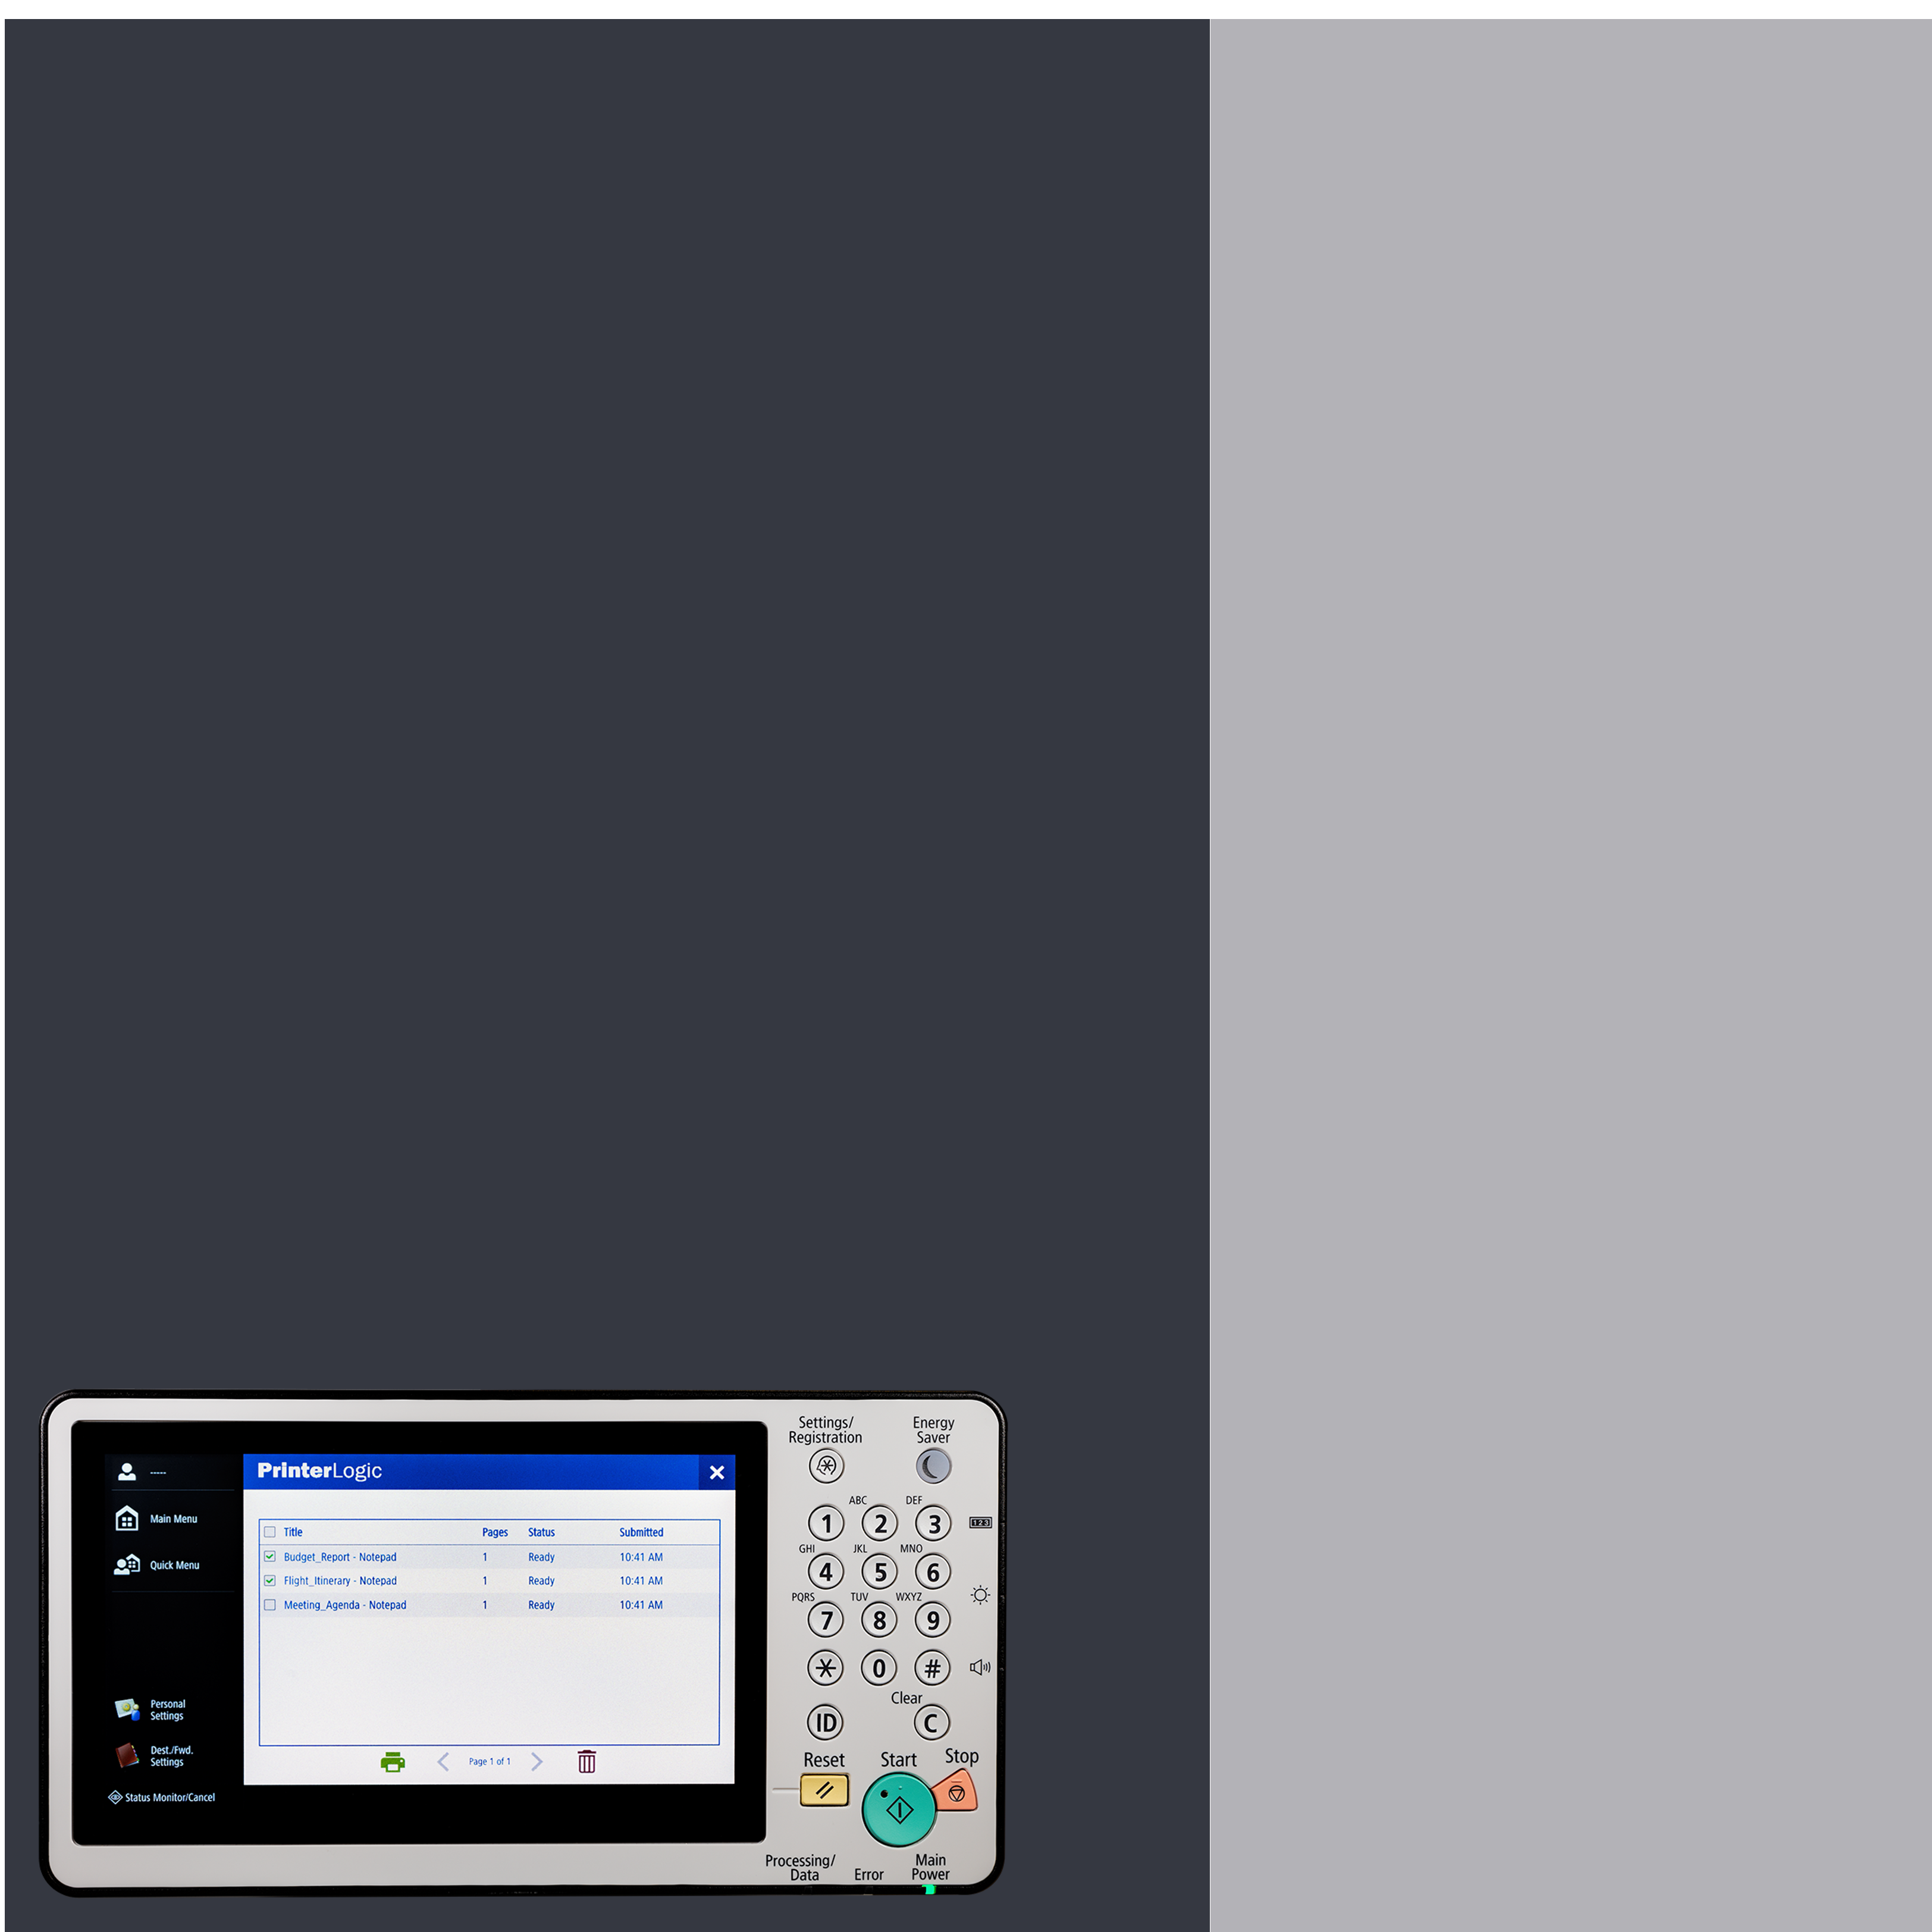 -----
Main Menu
Quick Menu
Personal
Settings
Dest./Fwd.
Settings
Status Monitor/Cancel
PrinterLogic
Title Pages Status Submitted
Budget_Report - Notepad 1 Ready 10:41 AM
Flight_Itinerary - Notepad 1 Ready 10:41 AM
Meeting_Agenda - Notepad 1 Ready 10:41 AM
Page 1 of 1
Settings/
Registration
Energy
Saver
ABC DEF
1 2 3 123
GHI JKL MNO
4 5 6
PQRS TUV WXYZ
7 8 9
* 0 #
Clear
ID C
Reset Start Stop
Processing/
Data
Error
Main
Power